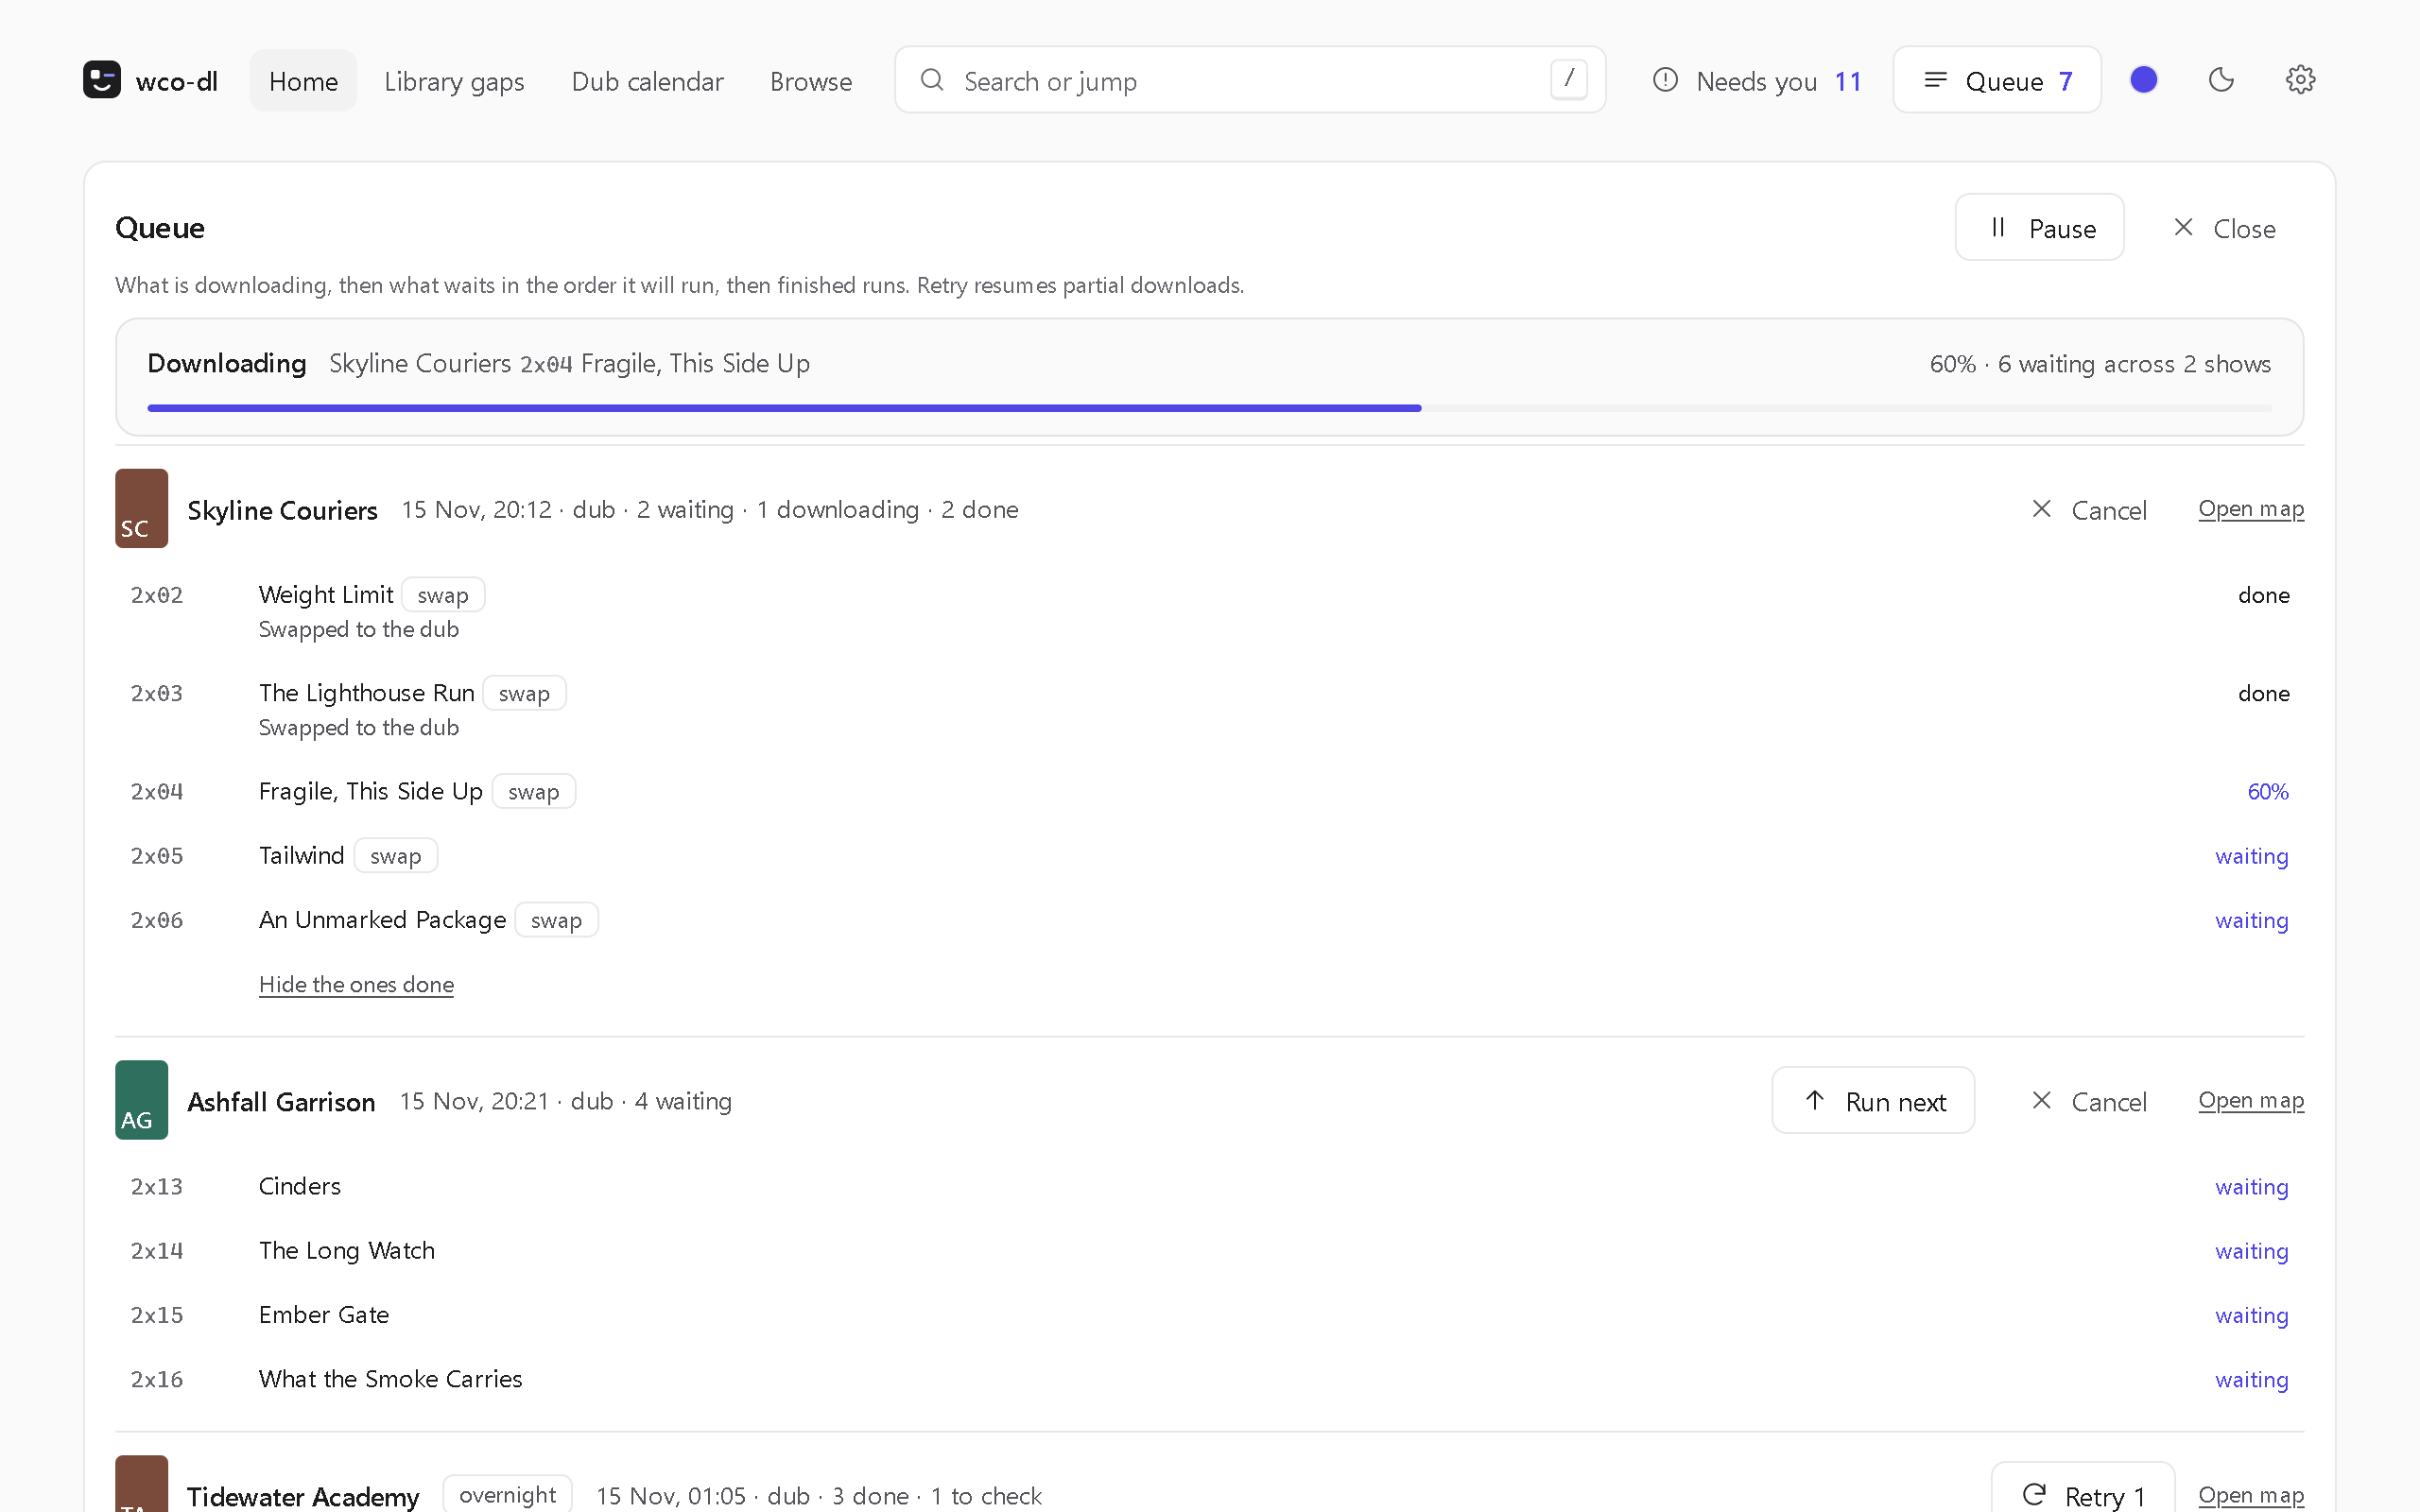 wco-dl Home Library gaps Dub calendar Browse Search or jump / Needs you 11 Queue 7
Queue Pause Close
What is downloading, then what waits in the order it will run, then finished runs. Retry resumes partial downloads.
Downloading Skyline Couriers 2x04 Fragile, This Side Up 60% · 6 waiting across 2 shows
SC Skyline Couriers 15 Nov, 20:12 · dub · 2 waiting · 1 downloading · 2 done Cancel Open map
2x02 Weight Limit swap done
Swapped to the dub
2x03 The Lighthouse Run swap done
Swapped to the dub
2x04 Fragile, This Side Up swap 60%
2x05 Tailwind swap waiting
2x06 An Unmarked Package swap waiting
Hide the ones done
AG Ashfall Garrison 15 Nov, 20:21 · dub · 4 waiting Run next Cancel Open map
2x13 Cinders waiting
2x14 The Long Watch waiting
2x15 Ember Gate waiting
2x16 What the Smoke Carries waiting
Tidewater Academy overnight 15 Nov, 01:05 · dub · 3 done · 1 to check Retry 1 Open map